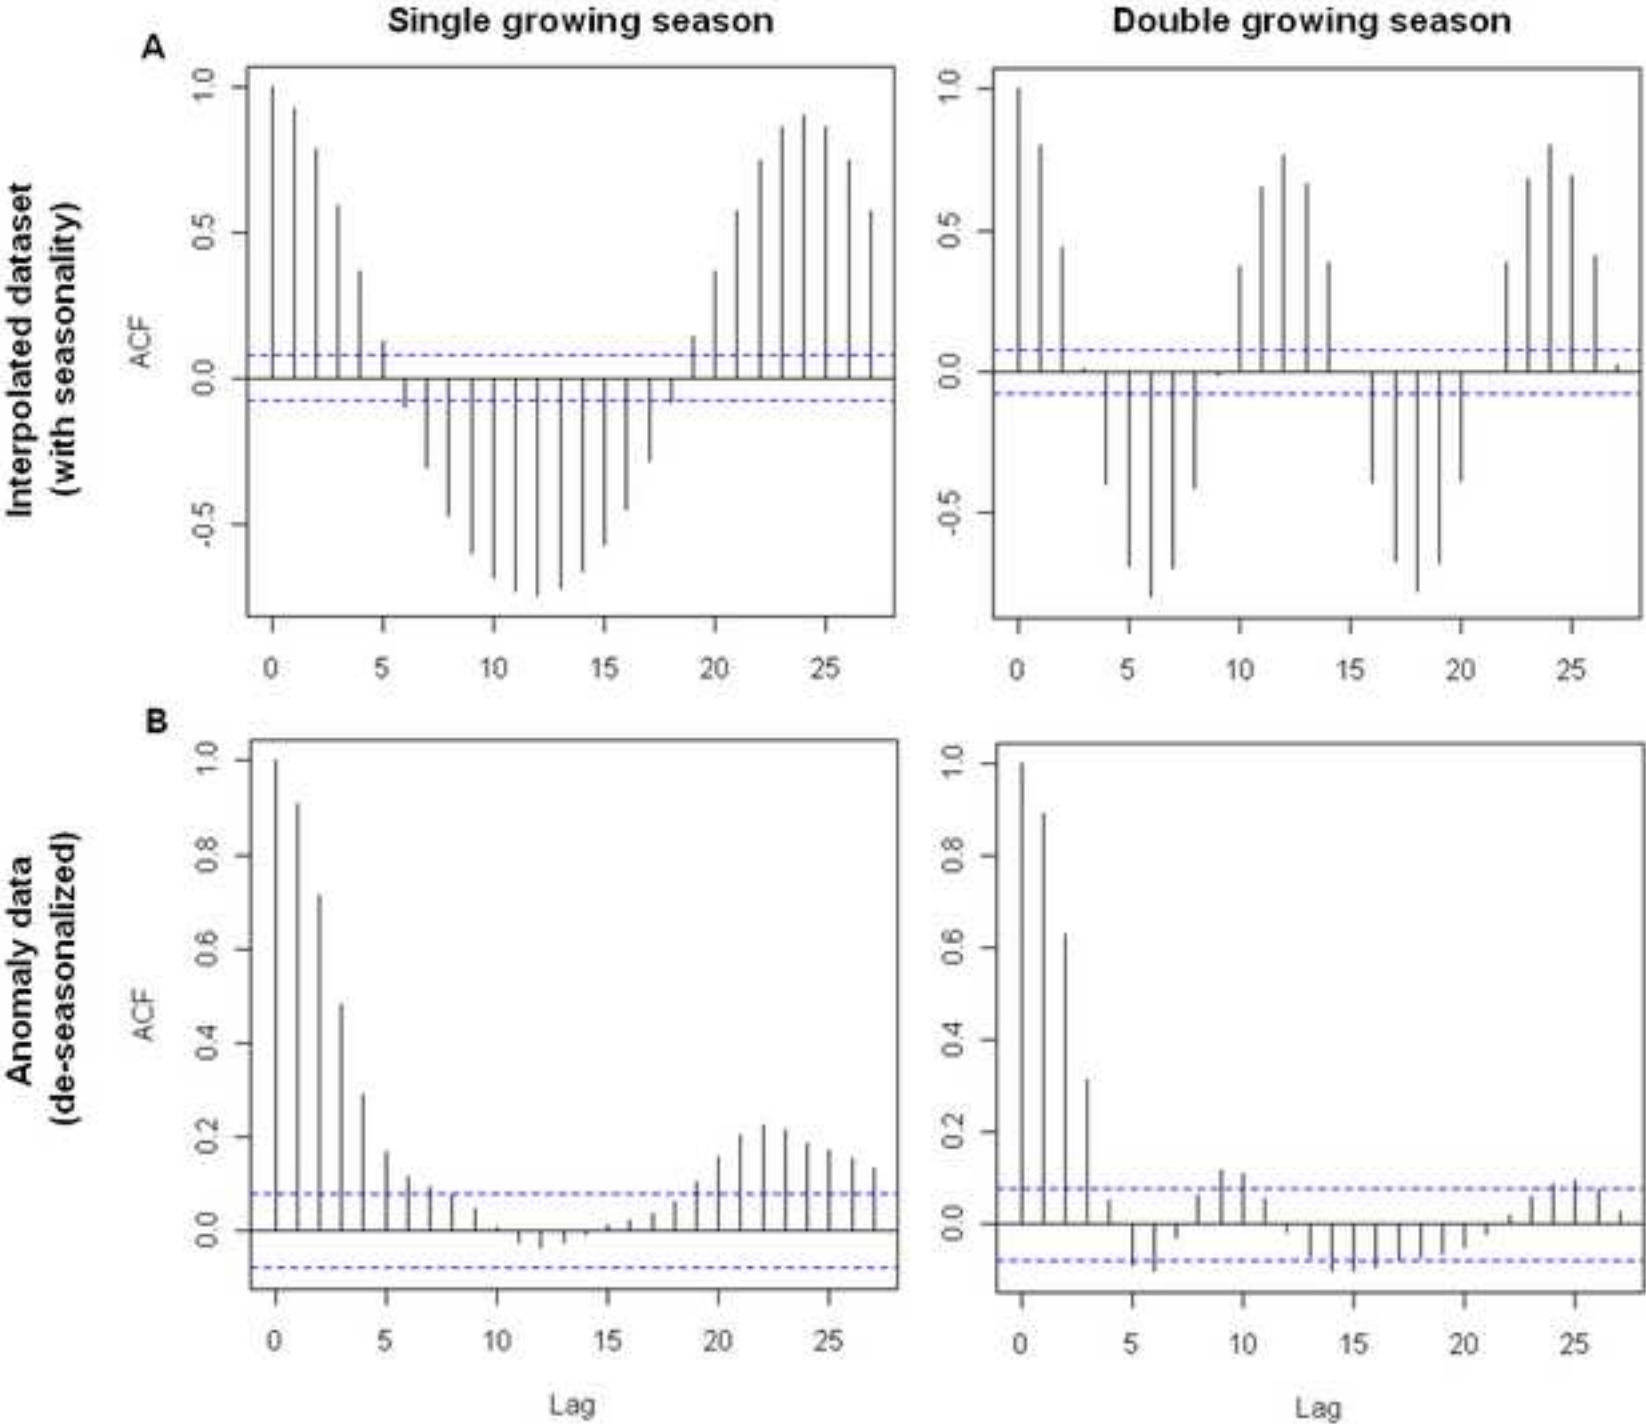 Single growing season
Double growing season
A
Interpolated dataset
(with seasonality)
ACF
1.0
0.5
0.0
-0.5
0 5 10 15 20 25
1.0
0.5
0.0
-0.5
0 5 10 15 20 25
B
Anomaly data
(de-seasonalized)
ACF
1.0
0.8
0.6
0.4
0.2
0.0
0 5 10 15 20 25
Lag
1.0
0.8
0.6
0.4
0.2
0.0
0 5 10 15 20 25
Lag